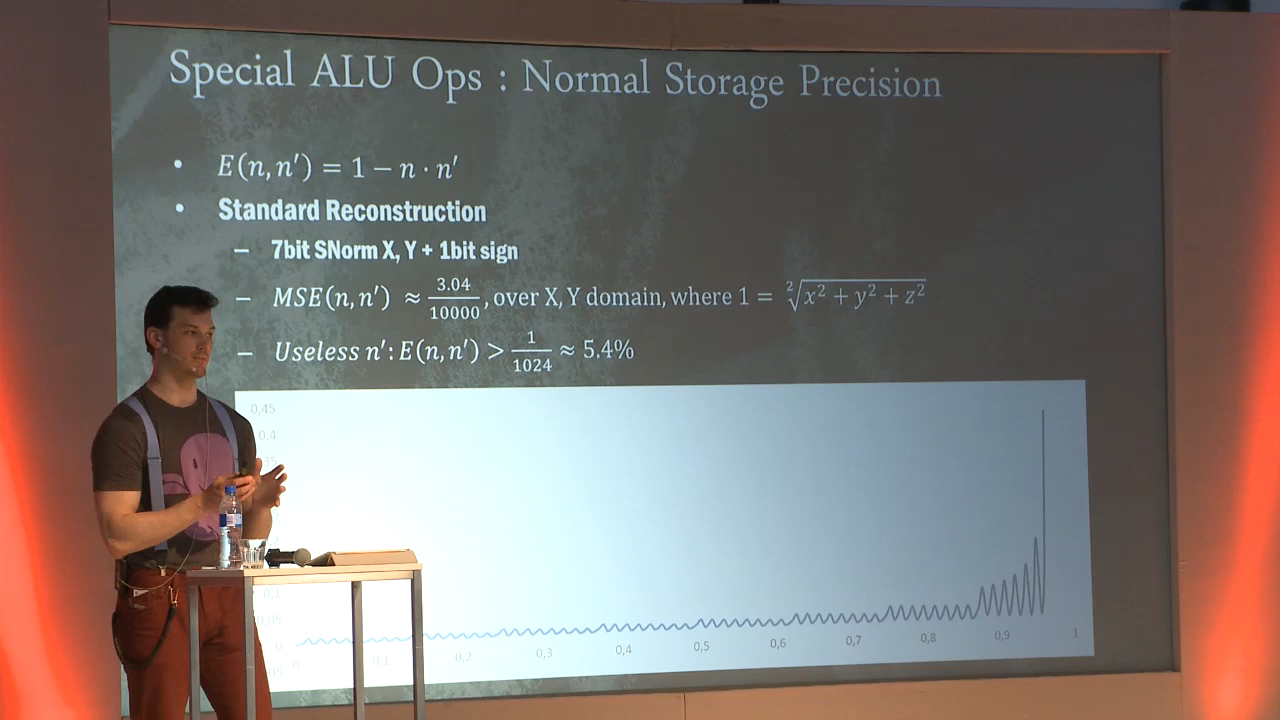 Special ALU Ops : Normal Storage Precision
• E(n, n′) = 1 − n · n′
• Standard Reconstruction
– 7bit SNorm X, Y + 1bit sign
– MSE(n, n′) ≈ 3.04/10000, over X, Y domain, where 1 = ²√x² + y² + z²
– Useless n′: E(n, n′) > 1/1024 ≈ 5.4%
0,45
0,4
0,1
0,05
0
0 0,1 0,2 0,3 0,4 0,5 0,6 0,7 0,8 0,9 1